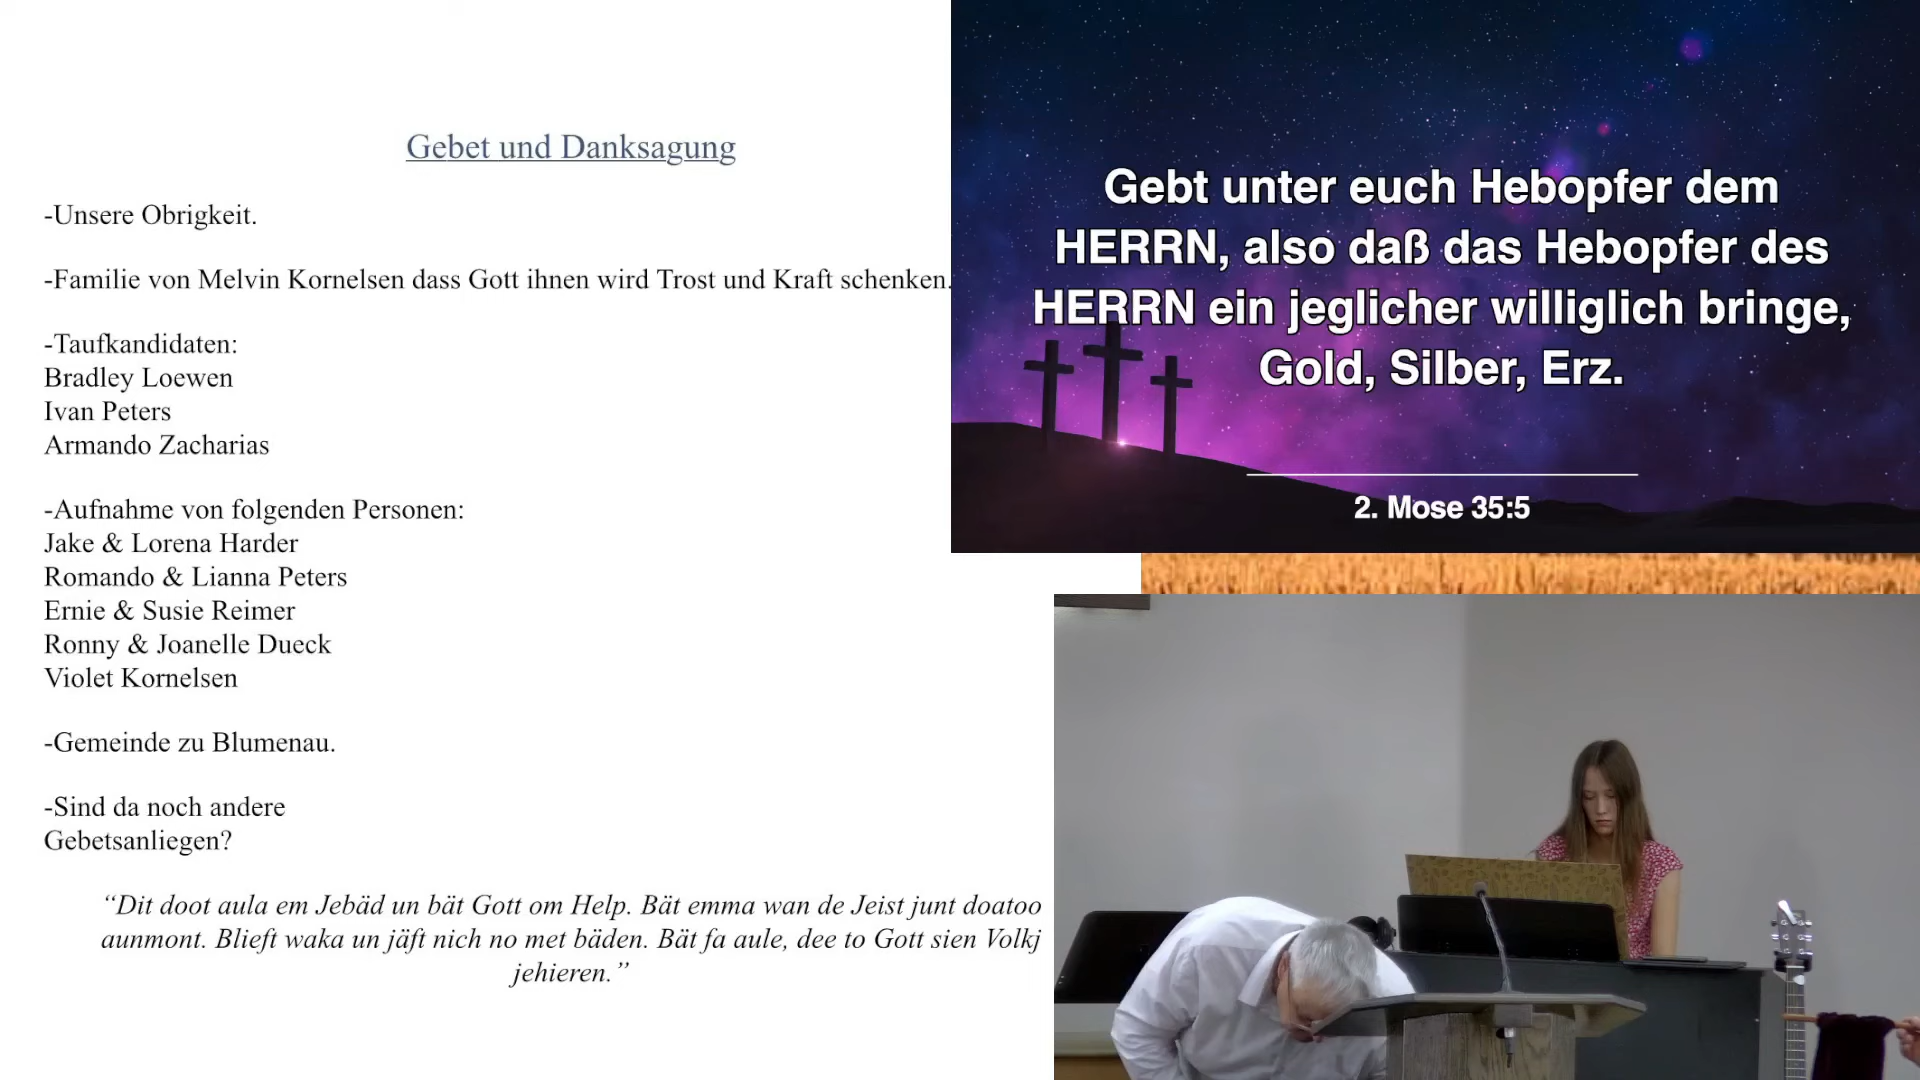 Gebet und Danksagung
-Unsere Obrigkeit.
-Familie von Melvin Kornelsen dass Gott ihnen wird Trost und Kraft schenken.
-Taufkandidaten:
Bradley Loewen
Ivan Peters
Armando Zacharias
-Aufnahme von folgenden Personen:
Jake & Lorena Harder
Romando & Lianna Peters
Ernie & Susie Reimer
Ronny & Joanelle Dueck
Violet Kornelsen
-Gemeinde zu Blumenau.
-Sind da noch andere
Gebetsanliegen?
“Dit doot aula em Jebäd un bät Gott om Help. Bät emma wan de Jeist junt doatoo
aunmont. Blieft waka un jäft nich no met bäden. Bät fa aule, dee to Gott sien Volkj
jehieren.”
Gebt unter euch Hebopfer dem
HERRN, also daß das Hebopfer des
HERRN ein jeglicher williglich bringe,
Gold, Silber, Erz.
2. Mose 35:5